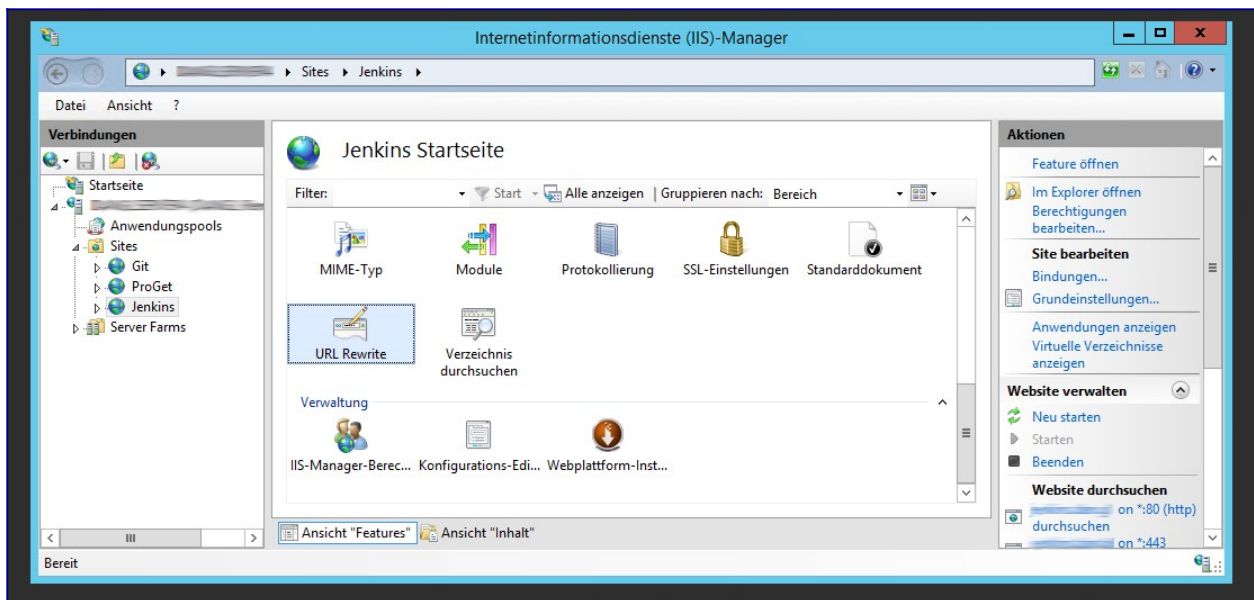 Internetinformationsdienste (IIS)-Manager
Sites Jenkins
Datei Ansicht ?
Verbindungen
Startseite
Anwendungspools
Sites
Git
ProGet
Jenkins
Server Farms
Jenkins Startseite
Filter: Start Alle anzeigen Gruppieren nach: Bereich
MIME-Typ Module Protokollierung SSL-Einstellungen Standarddokument
URL Rewrite Verzeichnis
durchsuchen
Verwaltung
IIS-Manager-Berec... Konfigurations-Edi... Webplattform-Inst...
Ansicht "Features" Ansicht "Inhalt"
Aktionen
Feature öffnen
Im Explorer öffnen
Berechtigungen
bearbeiten...
Site bearbeiten
Bindungen...
Grundeinstellungen...
Anwendungen anzeigen
Virtuelle Verzeichnisse
anzeigen
Website verwalten
Neu starten
Starten
Beenden
Website durchsuchen
on *:80 (http)
durchsuchen
on *:443
Bereit